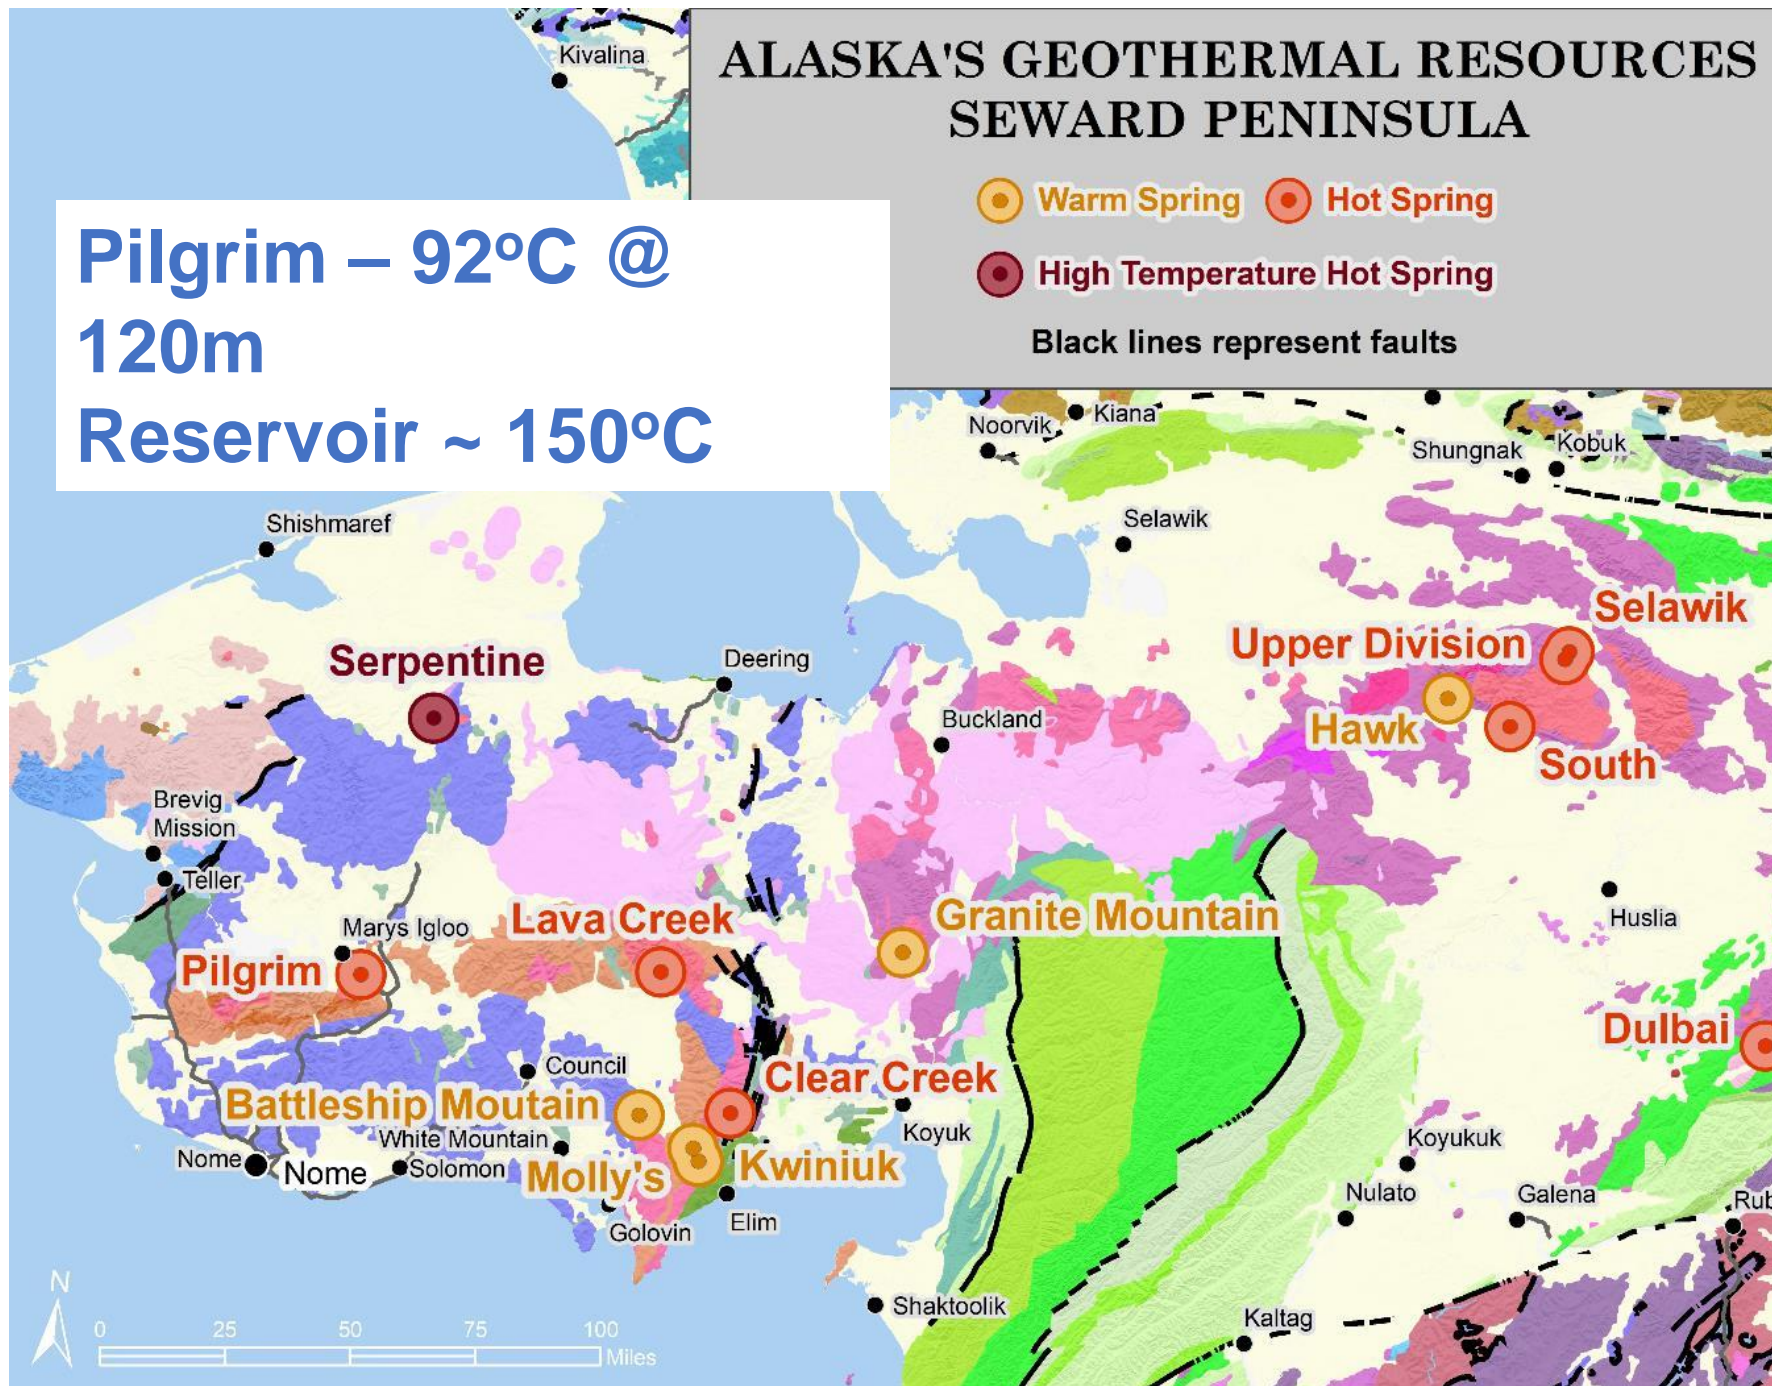 Kivalina
ALASKA'S GEOTHERMAL RESOURCES
SEWARD PENINSULA
Warm Spring
Hot Spring
High Temperature Hot Spring
Black lines represent faults
Pilgrim – 92ºC @
120m
Reservoir ~ 150ºC
Noorvik
Kiana
Shungnak
Kobuk
Shishmaref
Selawik
Selawik
Upper Division
Serpentine
Deering
Buckland
Hawk
South
Brevig
Mission
Teller
Huslia
Marys Igloo
Lava Creek
Granite Mountain
Pilgrim
Dulbai
Council
Clear Creek
Battleship Moutain
Koyuk
White Mountain
Koyukuk
Nome
Nome
Solomon
Molly's
Kwiniuk
Nulato
Galena
Rub
Golovin
Elim
Shaktoolik
Kaltag
N
0 25 50 75 100
Miles